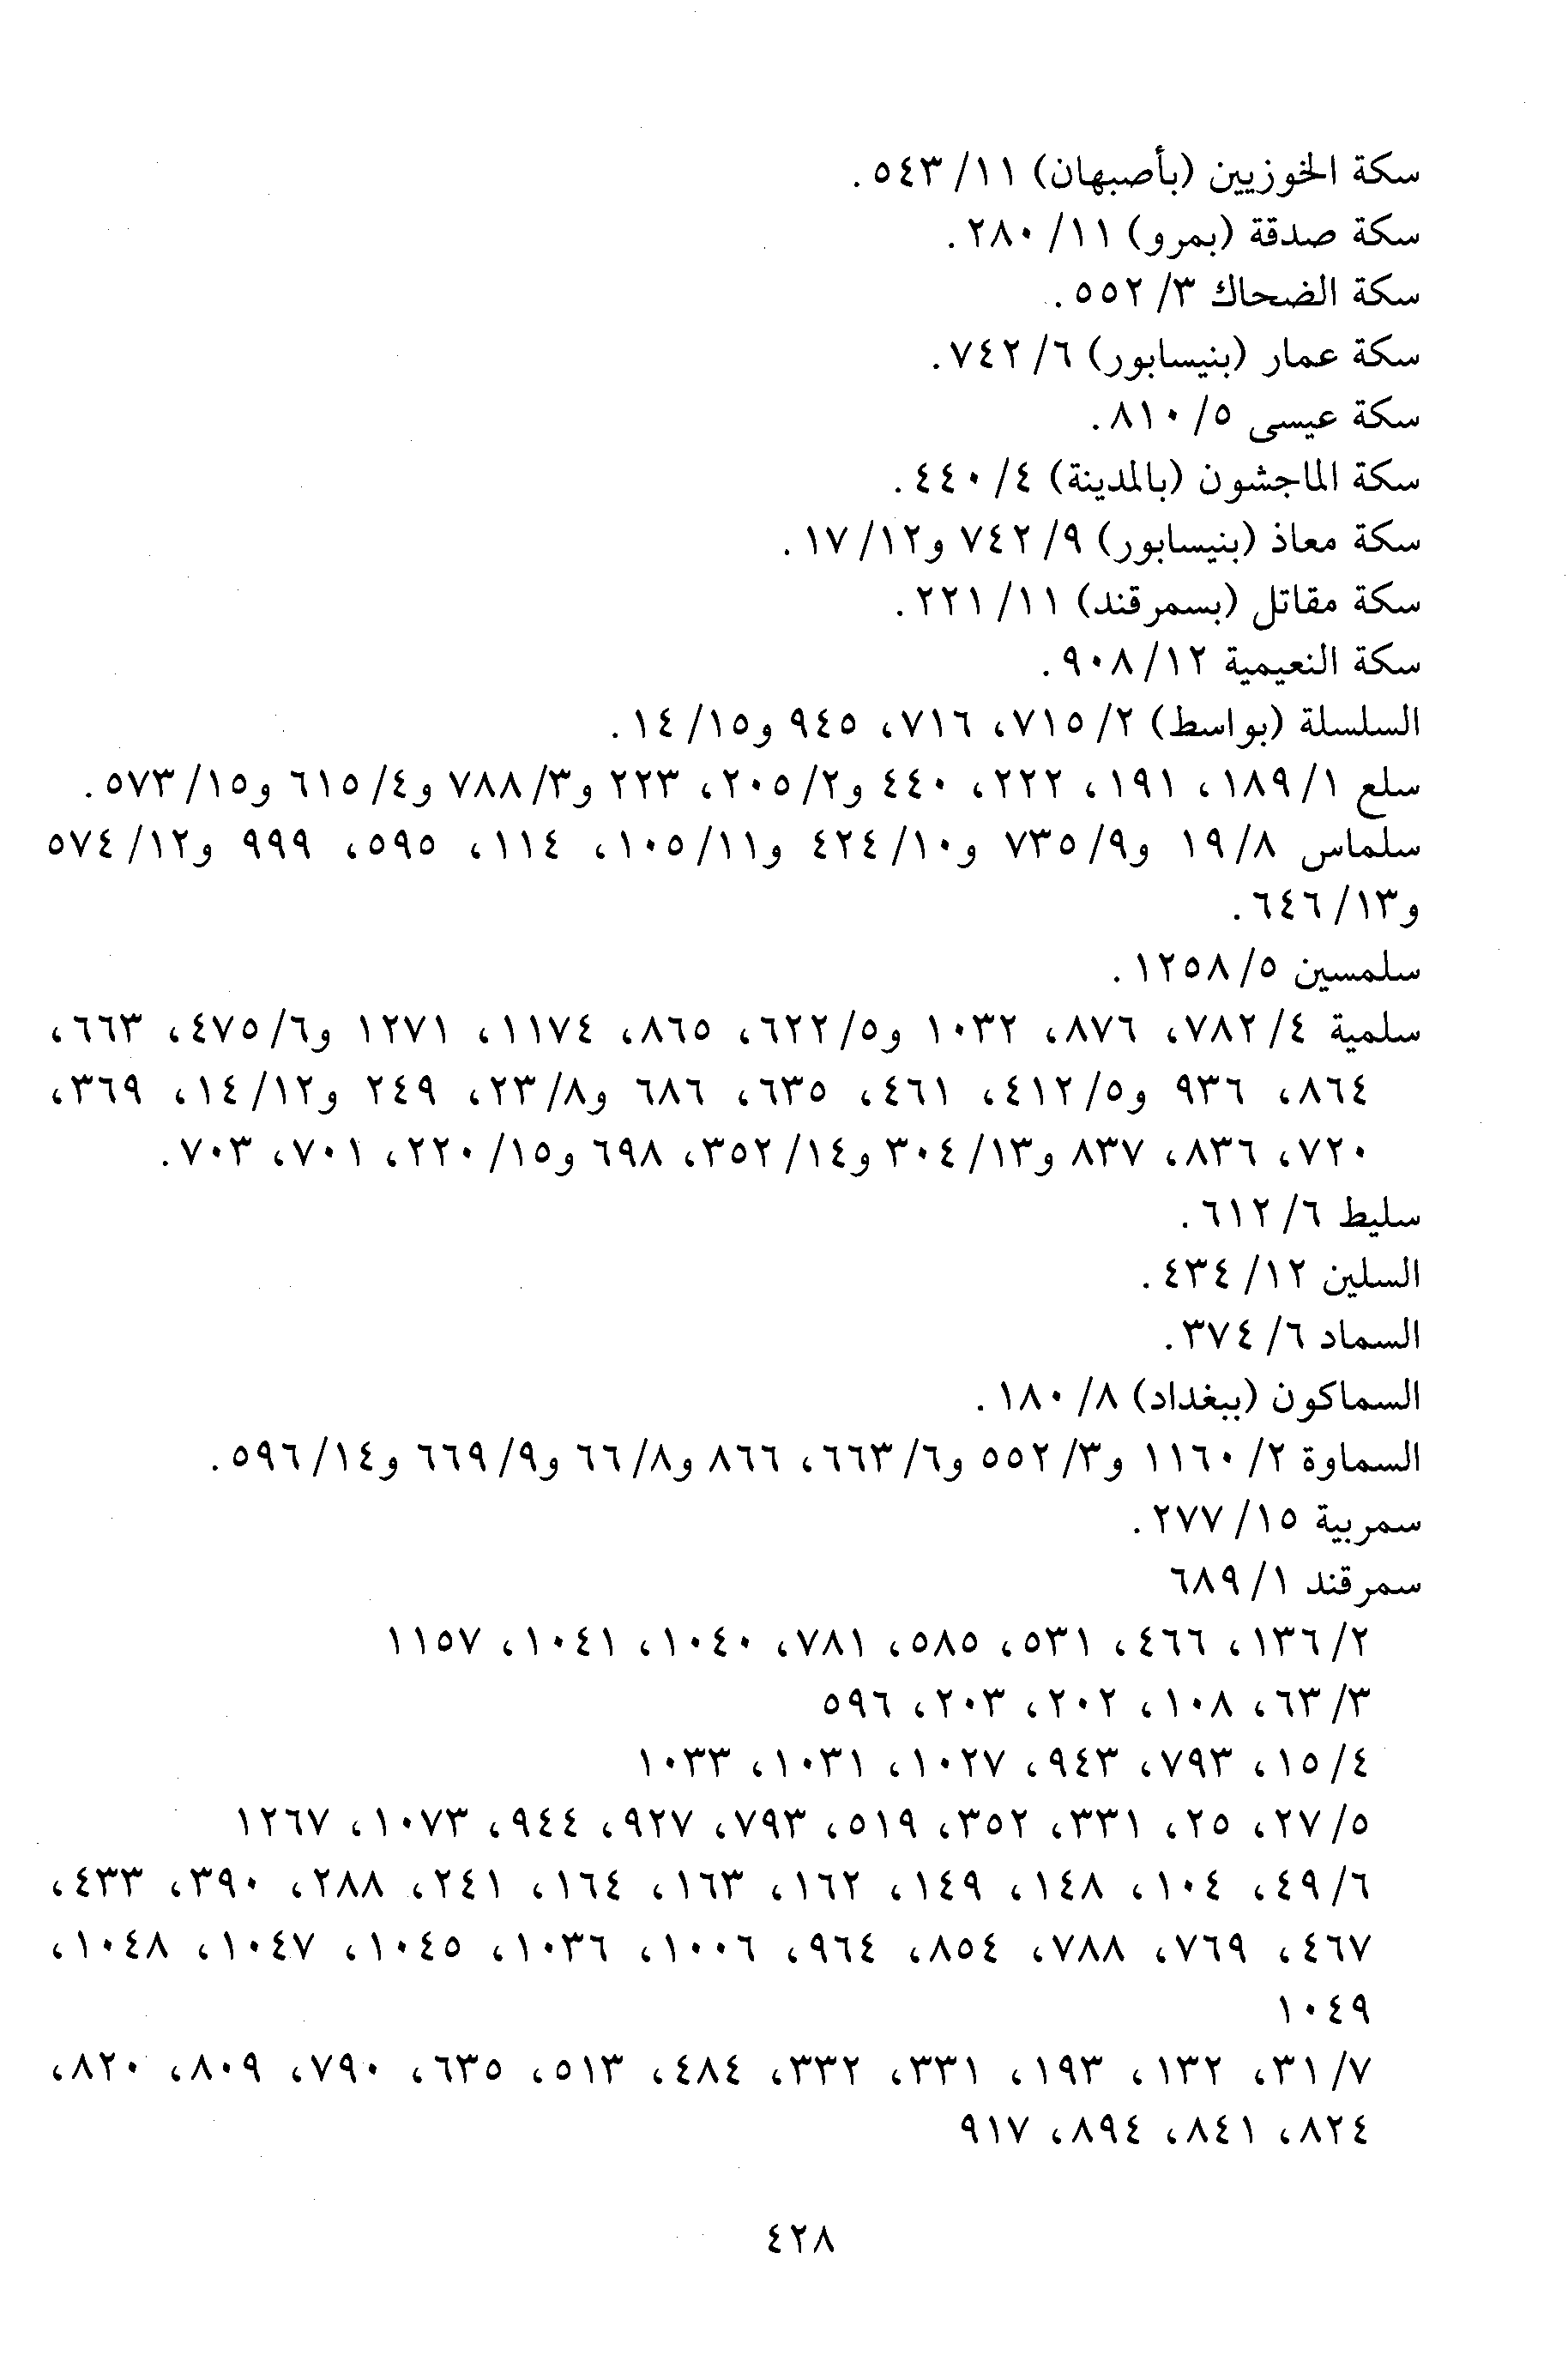 سكة الخوزيين (بأصبهان) ١١/ ٥٤٣.
سكة صدقة (بمرو) ١١/ ٢٨٠.
سكة الضحاك ٣/ ٥٥٢.
سكة عمار (بنيسابور) ٦/ ٧٤٢.
سكة عيسى ٥/ ٨١٠.
سكة الماجشون (بالمدينة) ٤/ ٤٤٠.
سكة معاذ (بنيسابور) ٩/ ٧٤٢ و١٢/ ١٧.
سكة مقاتل (بسمرقند) ١١/ ٢٢١.
سكة النعيمية ١٢/ ٩٠٨.
السلسلة (بواسط) ٢/ ٧١٥، ٧١٦، ٩٤٥ و١٥/ ١٤.
سلع ١/ ١٨٩، ١٩١، ٢٢٢، ٤٤٠ و٢/ ٢٠٥، ٢٢٣ و٣/ ٧٨٨ و٤/ ٦١٥ و١٥/ ٥٧٣.
سلماس ٨/ ١٩ و٩/ ٧٣٥ و١٠/ ٤٢٤ و١١/ ١٠٥، ١١٤، ٥٩٥، ٩٩٩ و١٢/ ٥٧٤
و١٣/ ٦٤٦.
سلمسين ٥/ ١٢٥٨.
سلمية ٤/ ٧٨٢، ٨٧٦، ١٠٣٢ و٥/ ٦٢٢، ٨٦٥، ١١٧٤، ١٢٧١ و٦/ ٤٧٥، ٦٦٣،
٨٦٤، ٩٣٦ و٥/ ٤١٢، ٤٦١، ٦٣٥، ٦٨٦ و٨/ ٢٣، ٢٤٩ و١٢/ ١٤، ٣٦٩،
٧٢٠، ٨٣٦، ٨٣٧ و١٣/ ٣٠٤ و١٤/ ٣٥٢، ٦٩٨ و١٥/ ٢٢٠، ٧٠١، ٧٠٣.
سليط ٦/ ٦١٢.
السلين ١٢/ ٤٣٤.
السماد ٦/ ٣٧٤.
السماكون (ببغداد) ٨/ ١٨٠.
السماوة ٢/ ١١٦٠ و٣/ ٥٥٢ و٦/ ٦٦٣، ٨٦٦ و٨/ ٦٦ و٩/ ٦٦٩ و١٤/ ٥٩٦.
سمربية ١٥/ ٢٧٧.
سمرقند ١/ ٦٨٩
٢/ ١٣٦، ٤٦٦، ٥٣١، ٥٨٥، ٧٨١، ١٠٤٠، ١٠٤١، ١١٥٧
٣/ ٦٣، ١٠٨، ٢٠٢، ٢٠٣، ٥٩٦
٤/ ١٥، ٧٩٣، ٩٤٣، ١٠٢٧، ١٠٣١، ١٠٣٣
٥/ ٢٧، ٢٥، ٣٣١، ٣٥٢، ٥١٩، ٧٩٣، ٩٢٧، ٩٤٤، ١٠٧٣، ١٢٦٧
٦/ ٤٩، ١٠٤، ١٤٨، ١٤٩، ١٦٢، ١٦٣، ١٦٤، ٢٤١، ٢٨٨، ٣٩٠، ٤٣٣،
٤٦٧، ٧٦٩، ٧٨٨، ٨٥٤، ٩٦٤، ١٠٠٦، ١٠٣٦، ١٠٤٥، ١٠٤٧، ١٠٤٨،
١٠٤٩
٧/ ٣١، ١٣٢، ١٩٣، ٣٣١، ٣٣٢، ٤٨٤، ٥١٣، ٦٣٥، ٧٩٠، ٨٠٩، ٨٢٠،
٨٢٤، ٨٤١، ٨٩٤، ٩١٧
٤٢٨